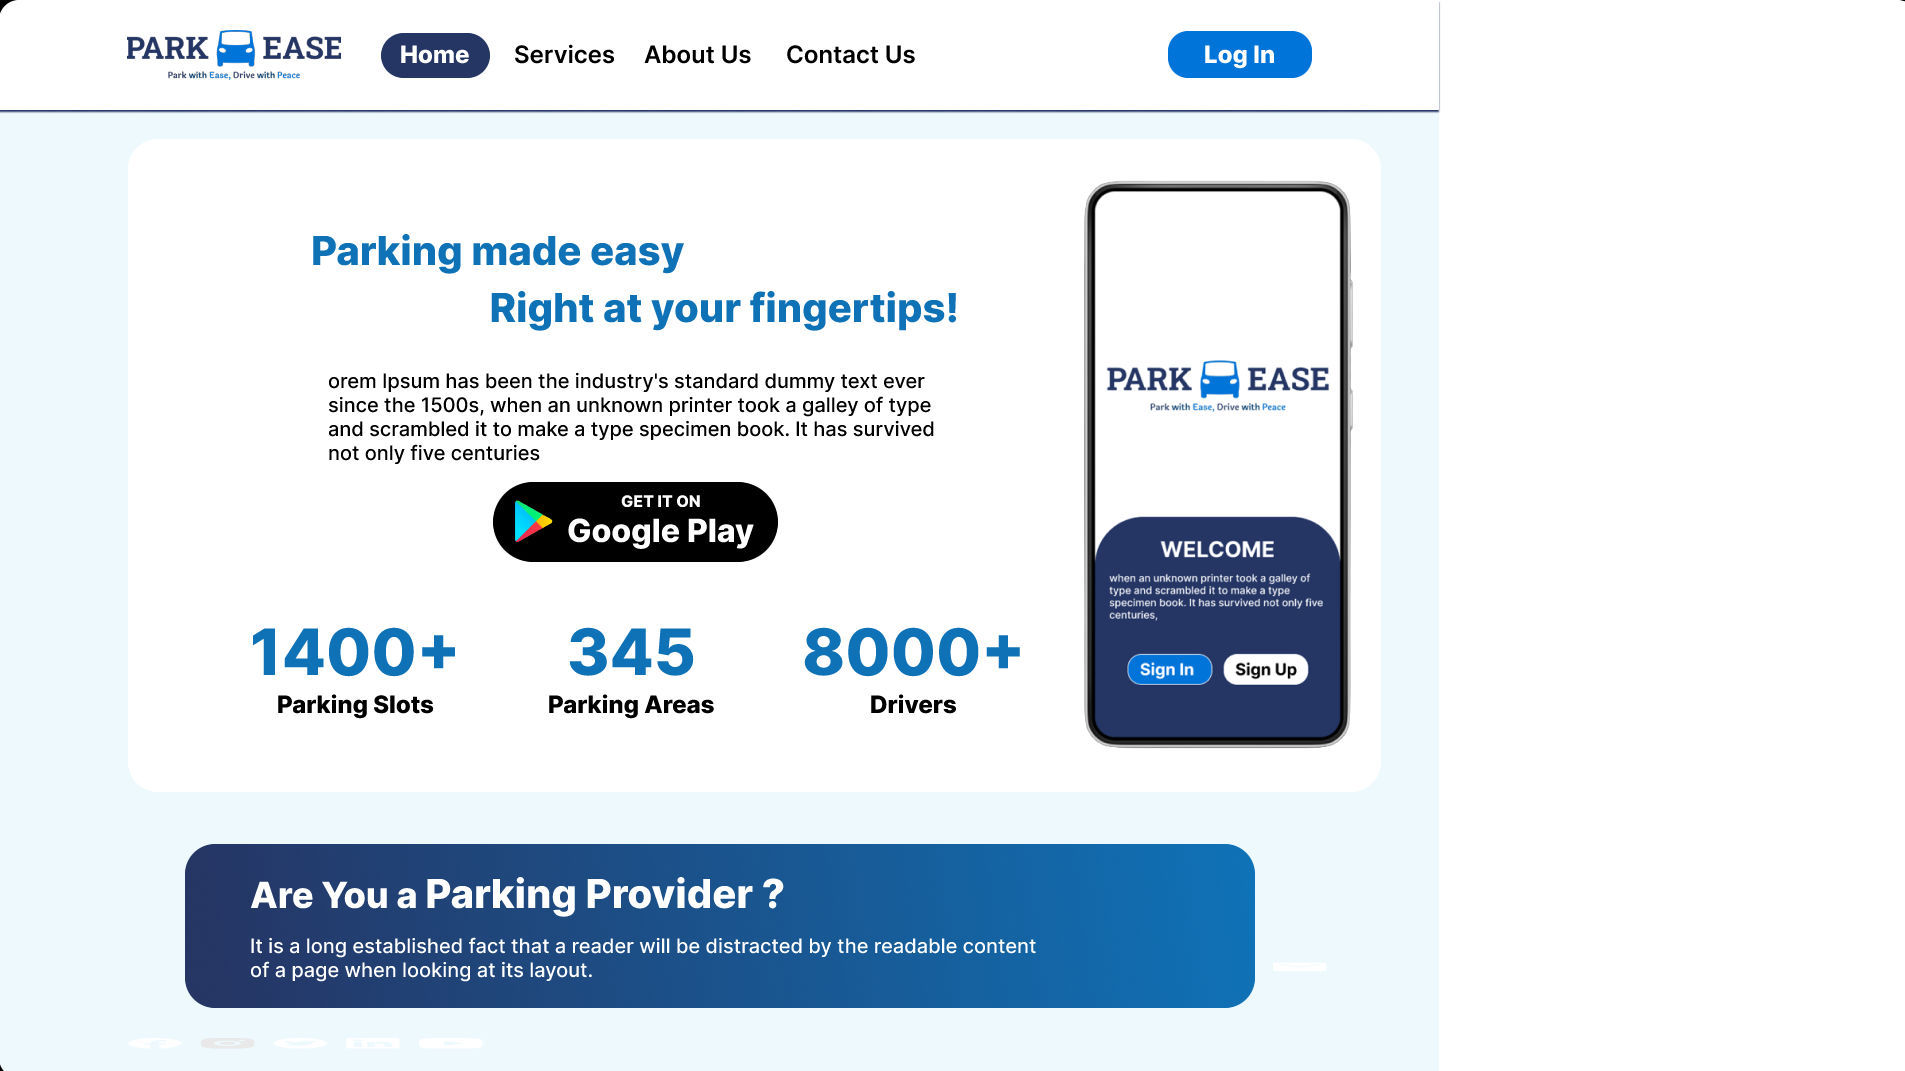 PARK EASE
Park with Ease, Drive with Peace
Home
Services
About Us
Contact Us
Log In
Parking made easy
Right at your fingertips!
orem Ipsum has been the industry's standard dummy text ever
since the 1500s, when an unknown printer took a galley of type
and scrambled it to make a type specimen book. It has survived
not only five centuries
GET IT ON
Google Play
1400+
Parking Slots
345
Parking Areas
8000+
Drivers
PARK EASE
Park with Ease, Drive with Peace
WELCOME
when an unknown printer took a galley of
type and scrambled it to make a type
specimen book. It has survived not only five
centuries,
Sign In
Sign Up
Are You a Parking Provider ?
It is a long established fact that a reader will be distracted by the readable content
of a page when looking at its layout.